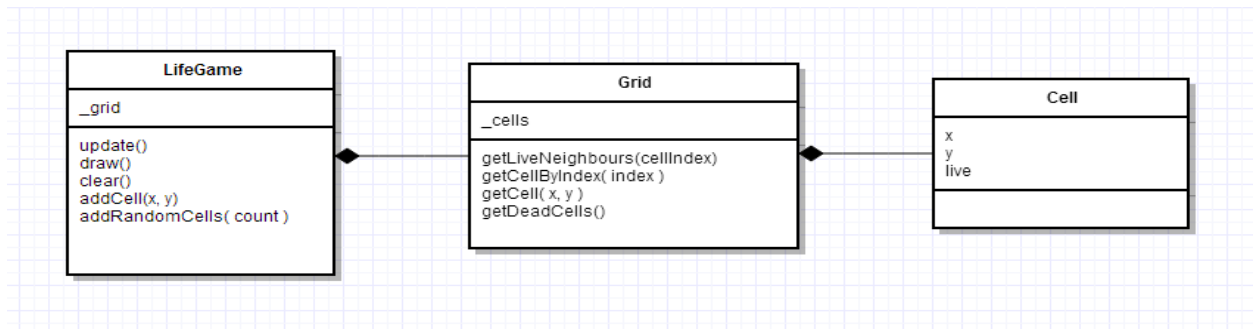 LifeGame
_grid
update()
draw()
clear()
addCell(x, y)
addRandomCells( count )
Grid
_cells
getLiveNeighbours(cellIndex)
getCellByIndex( index )
getCell( x, y )
getDeadCells()
Cell
x
y
live